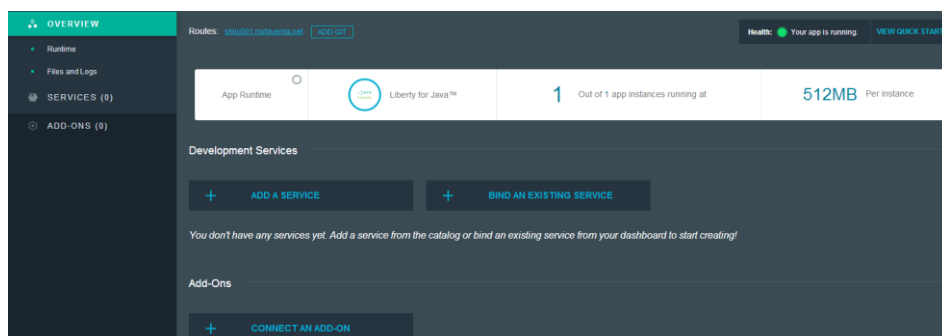 OVERVIEW
Routes: ADD GIT
Health: Your app is running. VIEW QUICK START
Runtime
Files and Logs
SERVICES (0)
App Runtime
Liberty for Java™
1 Out of 1 app instances running at
512MB Per instance
ADD-ONS (0)
Development Services
+ ADD A SERVICE
+ BIND AN EXISTING SERVICE
You don't have any services yet. Add a service from the catalog or bind an existing service from your dashboard to start creating!
Add-Ons
+ CONNECT AN ADD-ON